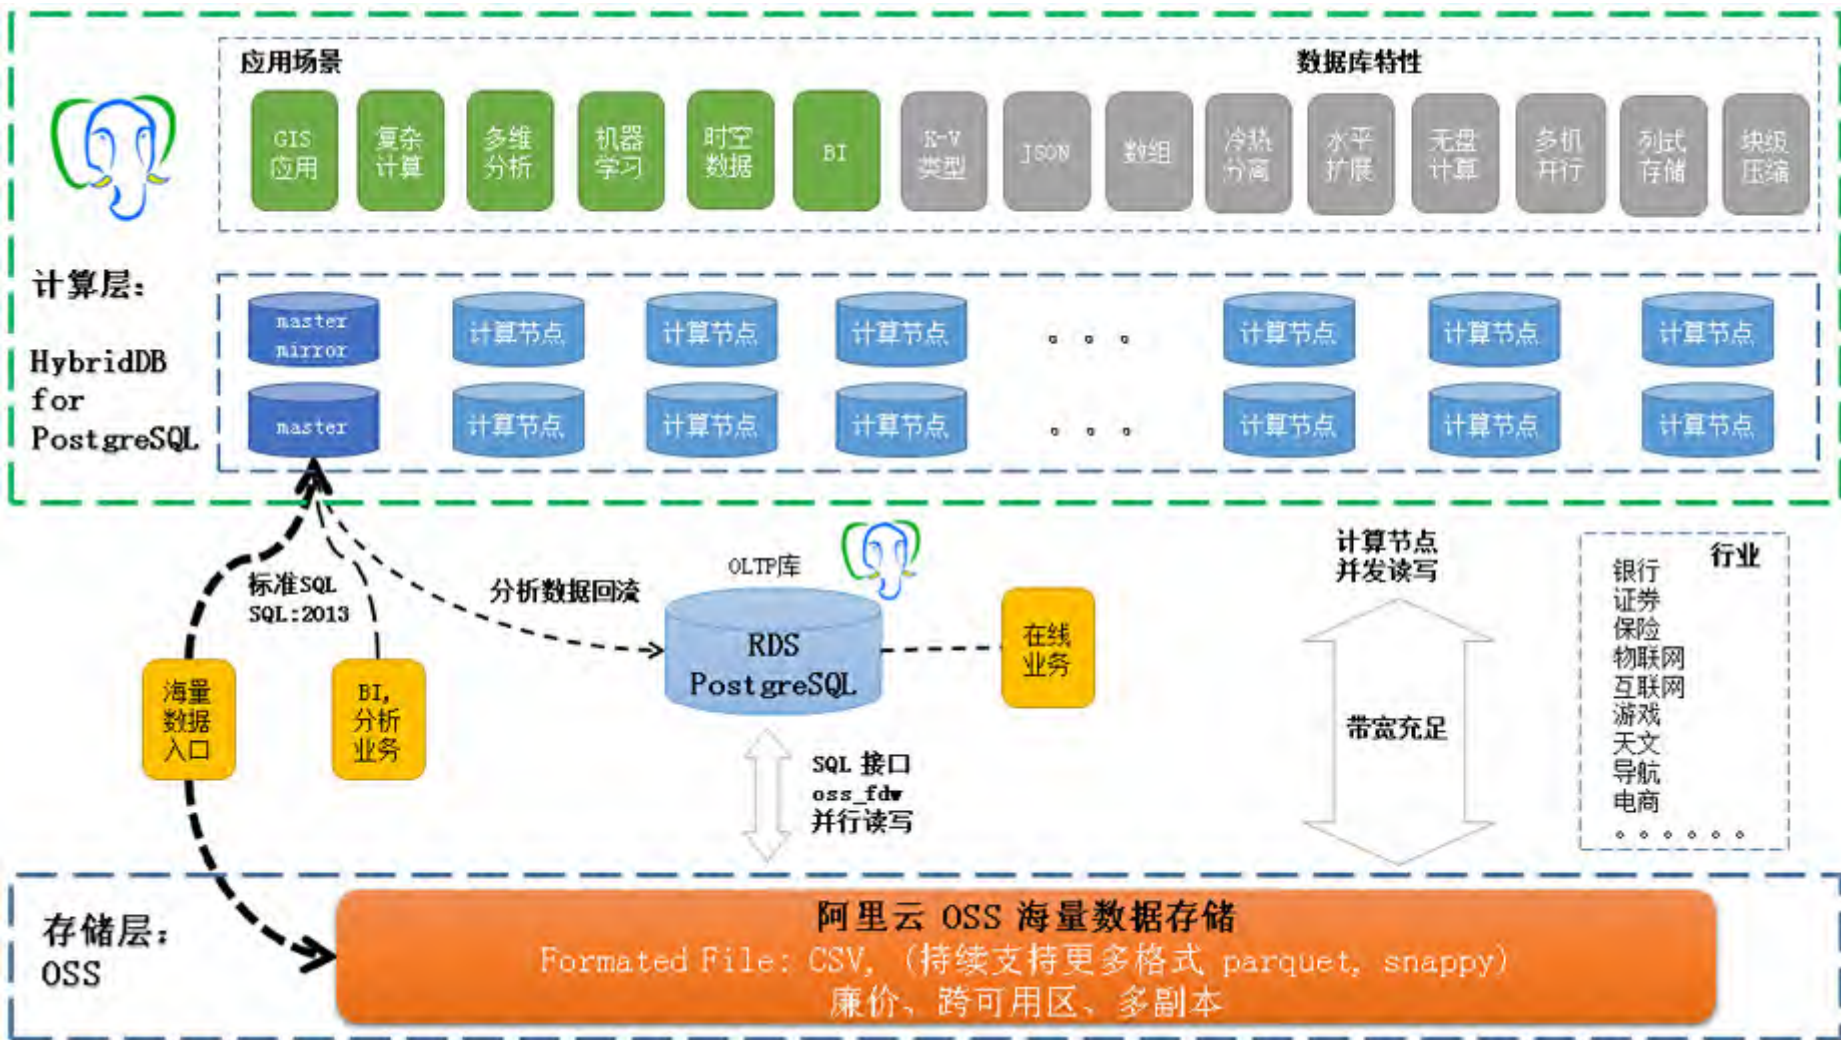 应用场景
数据库特性
GIS
应用
复杂
计算
多维
分析
机器
学习
时空
数据
BI
K-V
类型
JSON
数组
冷热
分离
水平
扩展
无盘
计算
多机
并行
列式
存储
块级
压缩
计算层：
HybridDB
for
PostgreSQL
master
mirror
计算节点
计算节点
计算节点
。。。
计算节点
计算节点
计算节点
master
计算节点
计算节点
计算节点
。。。
计算节点
计算节点
计算节点
标准SQL
SQL:2013
分析数据回流
OLTP库
RDS
PostgreSQL
在线
业务
海量
数据
入口
BI,
分析
业务
SQL 接口
oss_fdw
并行读写
计算节点
并发读写
带宽充足
行业
银行
证券
保险
物联网
互联网
游戏
天文
导航
电商
。。。。。。
存储层：
OSS
阿里云 OSS 海量数据存储
Formated File: CSV, (持续支持更多格式 parquet, snappy)
廉价、跨可用区、多副本